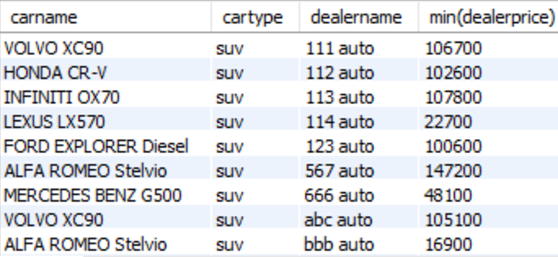 carname cartype dealername min(dealerprice)
VOLVO XC90 suv 111 auto 106700
HONDA CR-V suv 112 auto 102600
INFINITI OX70 suv 113 auto 107800
LEXUS LX570 suv 114 auto 22700
FORD EXPLORER Diesel suv 123 auto 100600
ALFA ROMEO Stelvio suv 567 auto 147200
MERCEDES BENZ G500 suv 666 auto 48100
VOLVO XC90 suv abc auto 105100
ALFA ROMEO Stelvio suv bbb auto 16900